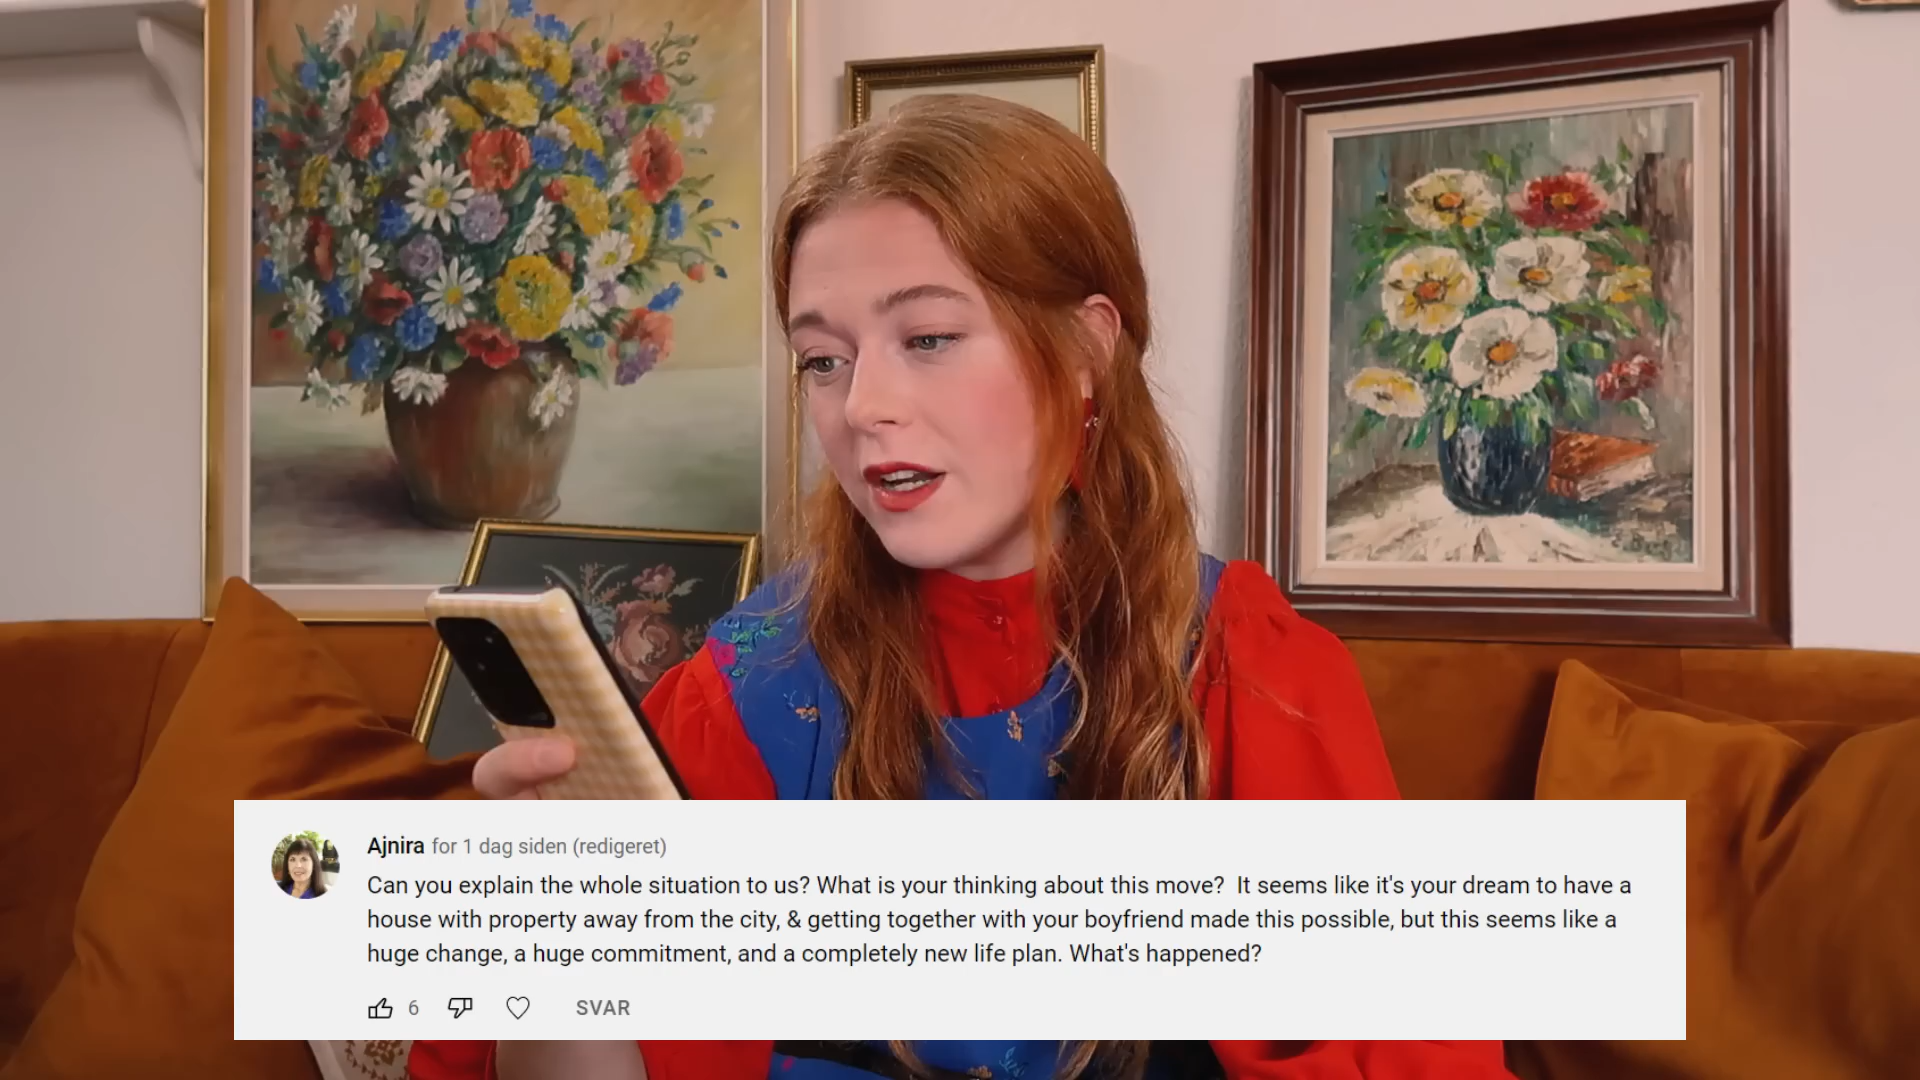 Ajnira for 1 dag siden (redigeret)
Can you explain the whole situation to us? What is your thinking about this move?  It seems like it's your dream to have a
house with property away from the city, & getting together with your boyfriend made this possible, but this seems like a
huge change, a huge commitment, and a completely new life plan. What's happened?
6
SVAR